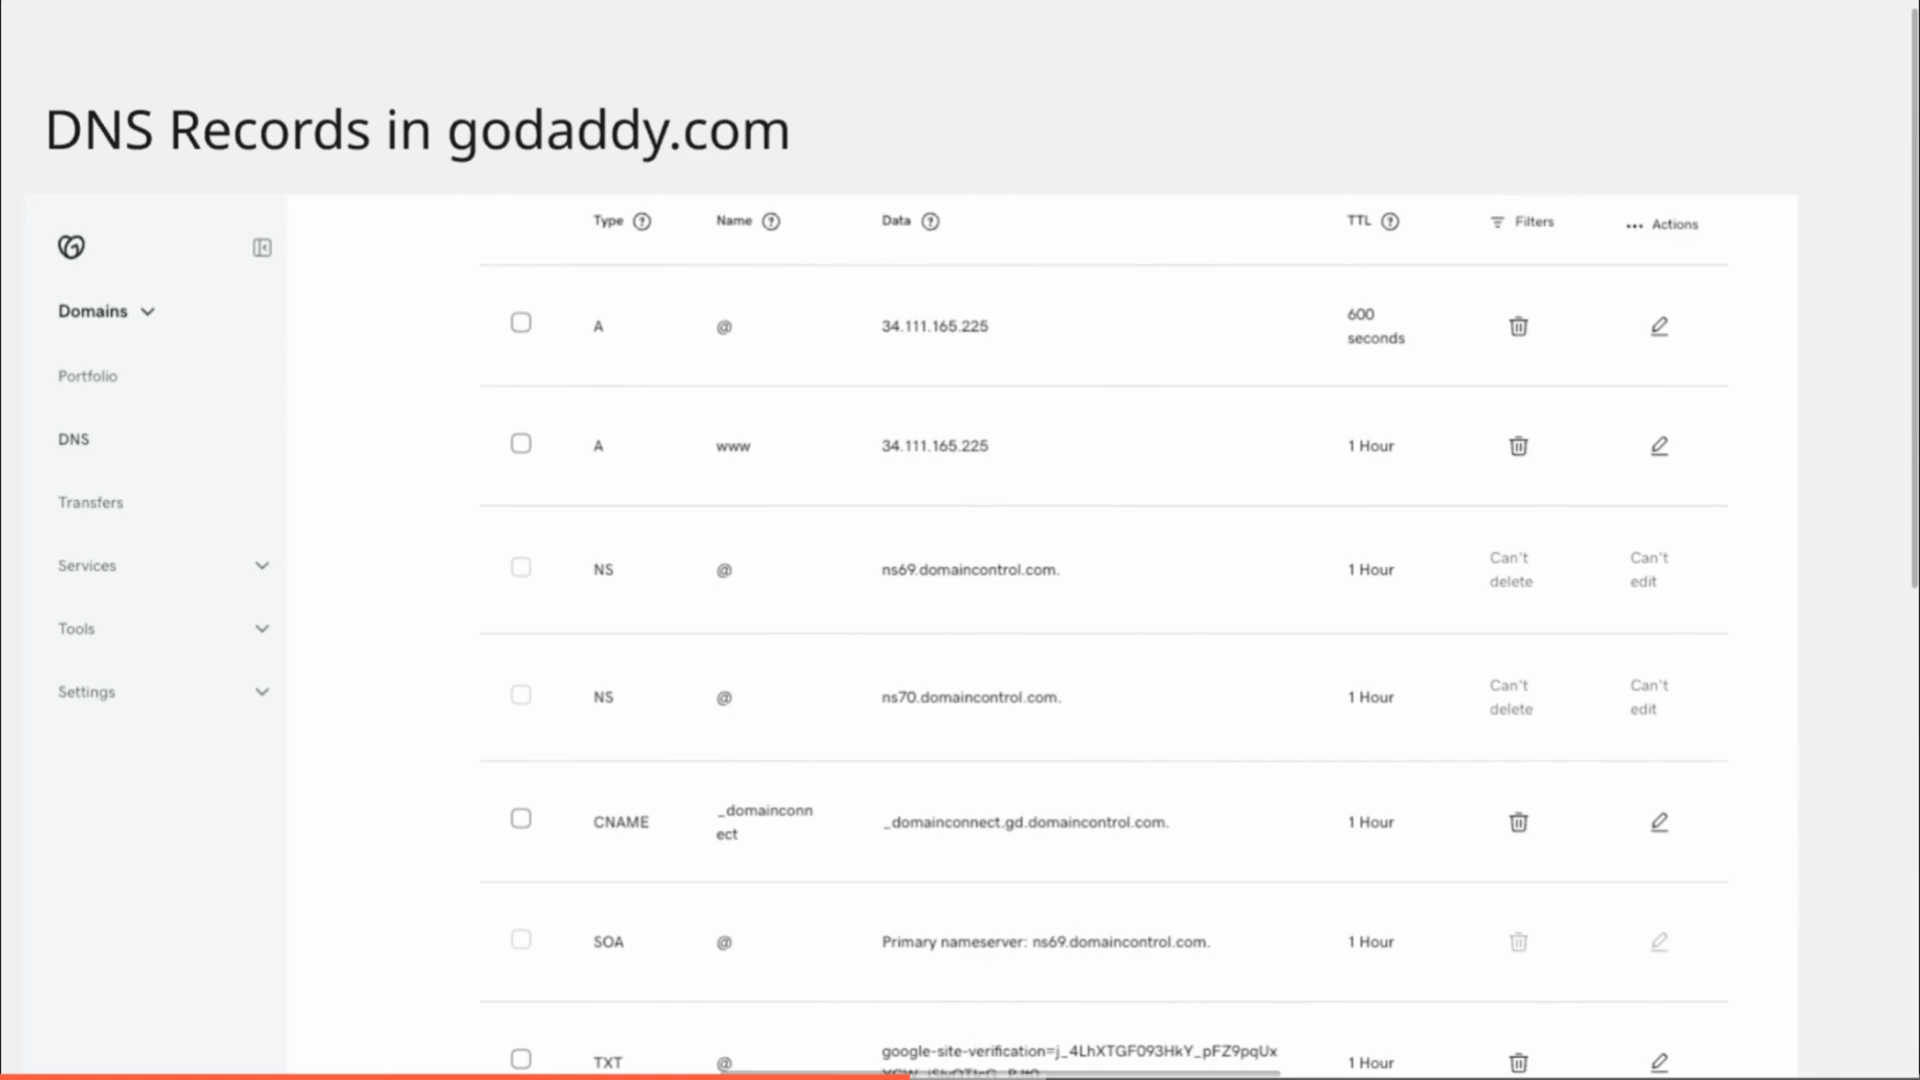 DNS Records in godaddy.com
Type Name Data TTL Filters Actions
Domains
Portfolio
DNS
Transfers
Services
Tools
Settings
A @ 34.111.165.225 600 seconds
A www 34.111.165.225 1 Hour
NS @ ns69.domaincontrol.com. 1 Hour Can't delete Can't edit
NS @ ns70.domaincontrol.com. 1 Hour Can't delete Can't edit
CNAME _domainconnect _domainconnect.gd.domaincontrol.com. 1 Hour
SOA @ Primary nameserver: ns69.domaincontrol.com. 1 Hour
TXT @ google-site-verification=j_4LhXTGF093HkY_pFZ9pqUx 1 Hour